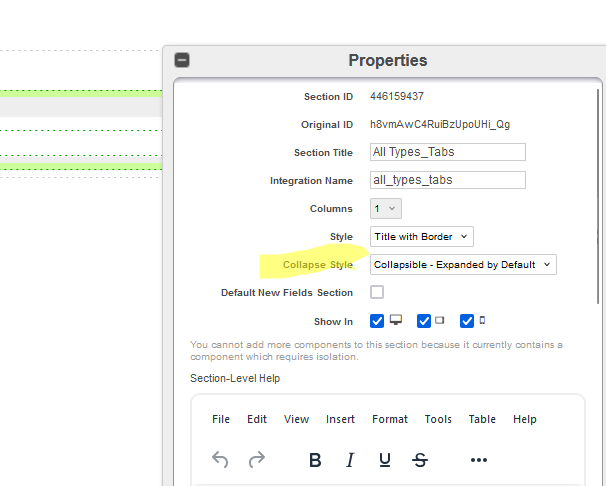 Properties
Section ID 446159437
Original ID h8vmAwC4RuiBzUpoUHi_Qg
Section Title All Types_Tabs
Integration Name all_types_tabs
Columns 1
Style Title with Border
Collapse Style Collapsible - Expanded by Default
Default New Fields Section
Show In
You cannot add more components to this section because it currently contains a
component which requires isolation.
Section-Level Help
File Edit View Insert Format Tools Table Help
B I U S